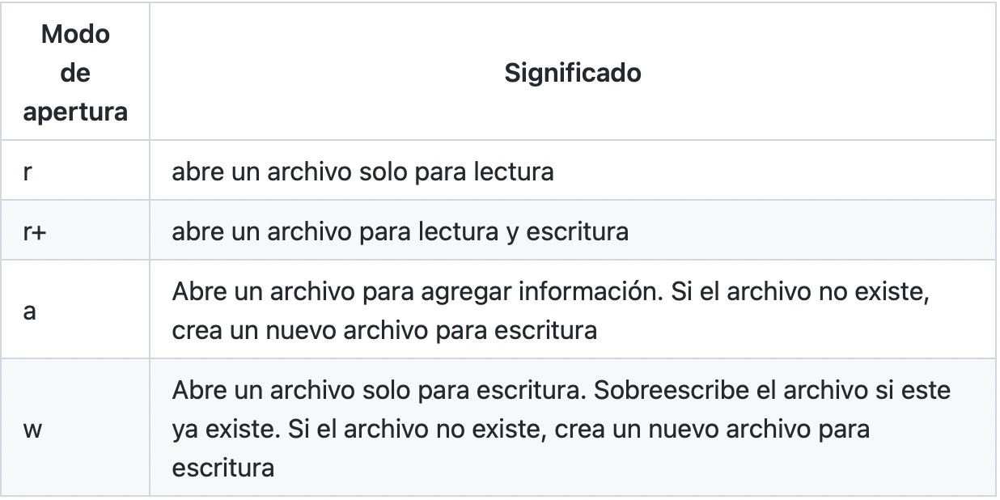 Modo
de
apertura
Significado
r
abre un archivo solo para lectura
r+
abre un archivo para lectura y escritura
a
Abre un archivo para agregar información. Si el archivo no existe,
crea un nuevo archivo para escritura
w
Abre un archivo solo para escritura. Sobreescribe el archivo si este
ya existe. Si el archivo no existe, crea un nuevo archivo para
escritura